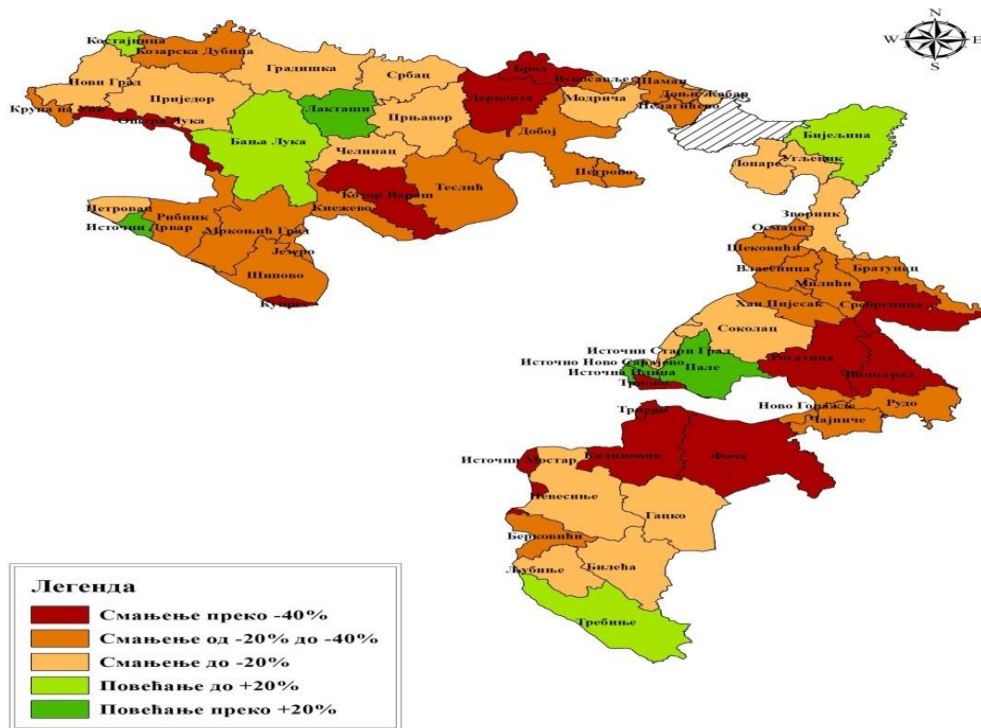 N
W E
S
Костајница
Козарска Дубица
Нови Град
Градишка
Србац
Брод
Вукосавље
Шамац
Доњи Жабар
Пелагићево
Крупа на Уни
Приједор
Оштра Лука
Лакташи
Дервента
Модрича
Прњавор
Добој
Бања Лука
Челинац
Бијељина
Угљевик
Лопаре
Петрово
Теслић
Котор Варош
Кнежево
Петровац
Рибник
Источни Дрвар
Мркоњић Град
Језеро
Шипово
Купрес
Зворник
Осмаци
Шековићи
Власеница
Братунац
Милићи
Сребреница
Хан Пијесак
Соколац
Источни Стари Град
Источно Ново Сарајево
Источна Илиџа
Пале
Трново
Рогатица
Вишеград
Ново Горажде
Рудо
Чајниче
Трново
Источни Мостар
Калиновик
Фоча
Невесиње
Гацко
Берковићи
Љубиње
Билећа
Требиње
Легенда
Смањење преко -40%
Смањење од -20% до -40%
Смањење до -20%
Повећање до +20%
Повећање преко +20%